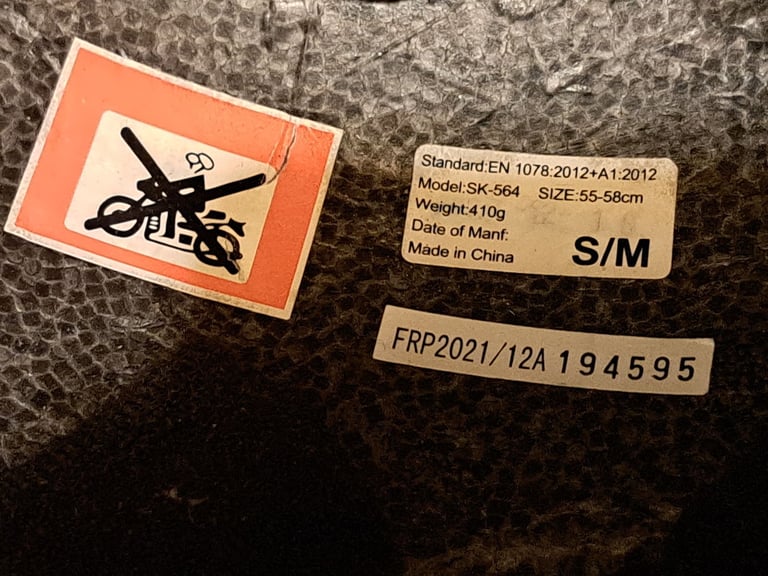 Standard:EN 1078:2012+A1:2012
Model:SK-564 SIZE:55-58cm
Weight:410g
Date of Manf:
Made in China
S/M
FRP2021/12A 194595